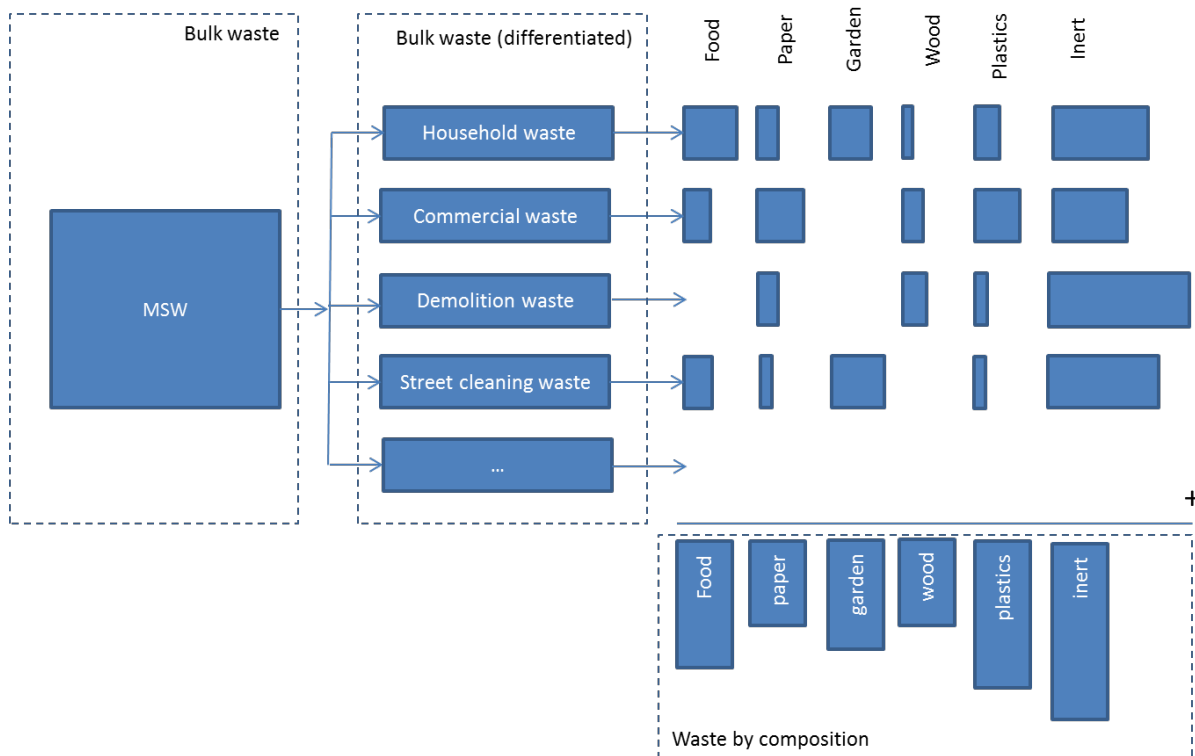 Bulk waste
Bulk waste (differentiated)
Food
Paper
Garden
Wood
Plastics
Inert
Household waste
Commercial waste
MSW
Demolition waste
Street cleaning waste
...
+
Food
paper
garden
wood
plastics
inert
Waste by composition